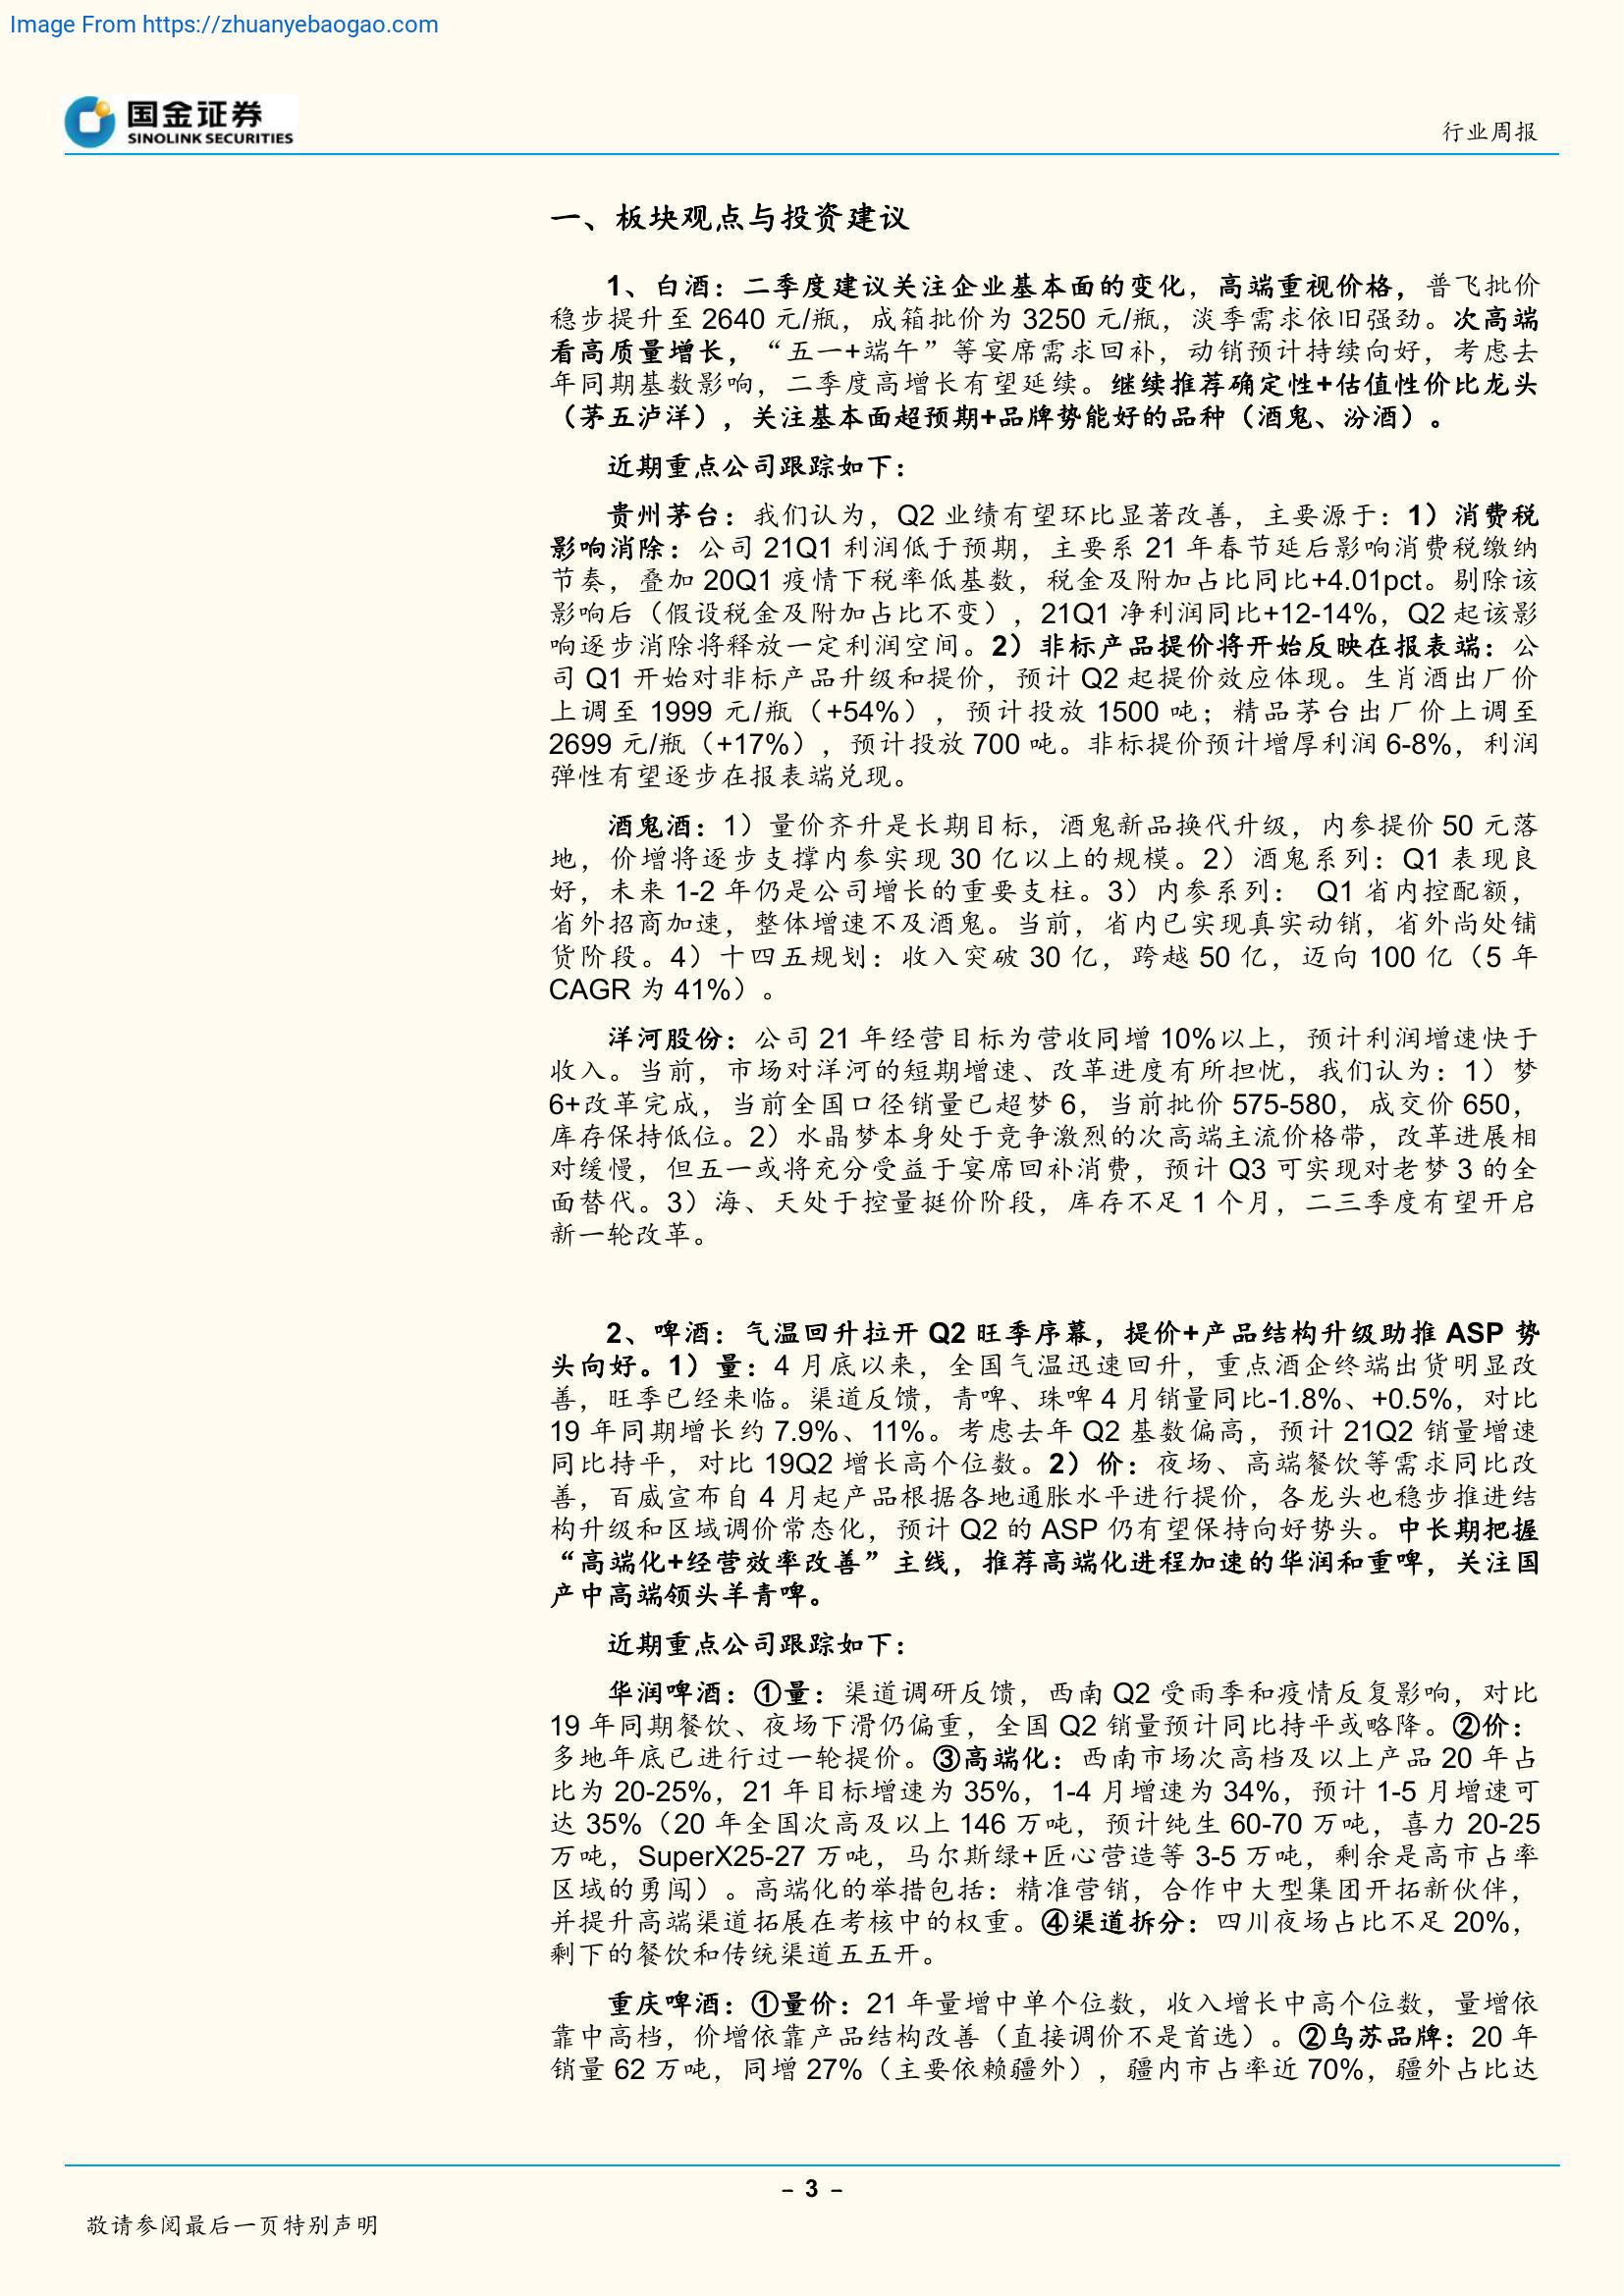 Image From https://zhuanyebaogao.com
国金证券
SINOLINK SECURITIES
行业周报
一、板块观点与投资建议
1、白酒：二季度建议关注企业基本面的变化，高端重视价格，普飞批价
稳步提升至 2640 元/瓶，成箱批价为 3250 元/瓶，淡季需求依旧强劲。次高端
看高质量增长，“五一+端午”等宴席需求回补，动销预计持续向好，考虑去
年同期基数影响，二季度高增长有望延续。继续推荐确定性+估值性价比龙头
（茅五泸洋），关注基本面超预期+品牌势能好的品种（酒鬼、汾酒）。
近期重点公司跟踪如下：
贵州茅台：我们认为，Q2 业绩有望环比显著改善，主要源于：1）消费税
影响消除：公司 21Q1 利润低于预期，主要系 21 年春节延后影响消费税缴纳
节奏，叠加 20Q1 疫情下税率低基数，税金及附加占比同比+4.01pct。剔除该
影响后（假设税金及附加占比不变），21Q1 净利润同比+12-14%，Q2 起该影
响逐步消除将释放一定利润空间。2）非标产品提价将开始反映在报表端：公
司 Q1 开始对非标产品升级和提价，预计 Q2 起提价效应体现。生肖酒出厂价
上调至 1999 元/瓶（+54%），预计投放 1500 吨；精品茅台出厂价上调至
2699 元/瓶（+17%），预计投放 700 吨。非标提价预计增厚利润 6-8%，利润
弹性有望逐步在报表端兑现。
酒鬼酒：1）量价齐升是长期目标，酒鬼新品换代升级，内参提价 50 元落
地，价增将逐步支撑内参实现 30 亿以上的规模。2）酒鬼系列：Q1 表现良
好，未来 1-2 年仍是公司增长的重要支柱。3）内参系列： Q1 省内控配额，
省外招商加速，整体增速不及酒鬼。当前，省内已实现真实动销，省外尚处铺
货阶段。4）十四五规划：收入突破 30 亿，跨越 50 亿，迈向 100 亿（5 年
CAGR 为 41%）。
洋河股份：公司 21 年经营目标为营收同增 10%以上，预计利润增速快于
收入。当前，市场对洋河的短期增速、改革进度有所担忧，我们认为：1）梦
6+改革完成，当前全国口径销量已超梦 6，当前批价 575-580，成交价 650，
库存保持低位。2）水晶梦本身处于竞争激烈的次高端主流价格带，改革进展相
对缓慢，但五一或将充分受益于宴席回补消费，预计 Q3 可实现对老梦 3 的全
面替代。3）海、天处于控量挺价阶段，库存不足 1 个月，二三季度有望开启
新一轮改革。
2、啤酒：气温回升拉开 Q2 旺季序幕，提价+产品结构升级助推 ASP 势
头向好。1）量：4 月底以来，全国气温迅速回升，重点酒企终端出货明显改
善，旺季已经来临。渠道反馈，青啤、珠啤 4 月销量同比-1.8%、+0.5%，对比
19 年同期增长约 7.9%、11%。考虑去年 Q2 基数偏高，预计 21Q2 销量增速
同比持平，对比 19Q2 增长高个位数。2）价：夜场、高端餐饮等需求同比改
善，百威宣布自 4 月起产品根据各地通胀水平进行提价，各龙头也稳步推进结
构升级和区域调价常态化，预计 Q2 的 ASP 仍有望保持向好势头。中长期把握
“高端化+经营效率改善”主线，推荐高端化进程加速的华润和重啤，关注国
产中高端领头羊青啤。
近期重点公司跟踪如下：
华润啤酒：①量：渠道调研反馈，西南 Q2 受雨季和疫情反复影响，对比
19 年同期餐饮、夜场下滑仍偏重，全国 Q2 销量预计同比持平或略降。②价：
多地年底已进行过一轮提价。③高端化：西南市场次高档及以上产品 20 年占
比为 20-25%，21 年目标增速为 35%，1-4 月增速为 34%，预计 1-5 月增速可
达 35%（20 年全国次高及以上 146 万吨，预计纯生 60-70 万吨，喜力 20-25
万吨，SuperX25-27 万吨，马尔斯绿+匠心营造等 3-5 万吨，剩余是高市占率
区域的勇闯）。高端化的举措包括：精准营销，合作中大型集团开拓新伙伴，
并提升高端渠道拓展在考核中的权重。④渠道拆分：四川夜场占比不足 20%，
剩下的餐饮和传统渠道五五开。
重庆啤酒：①量价：21 年量增中单个位数，收入增长中高个位数，量增依
靠中高档，价增依靠产品结构改善（直接调价不是首选）。②乌苏品牌：20 年
销量 62 万吨，同增 27%（主要依赖疆外），疆内市占率近 70%，疆外占比达
- 3 -
敬请参阅最后一页特别声明